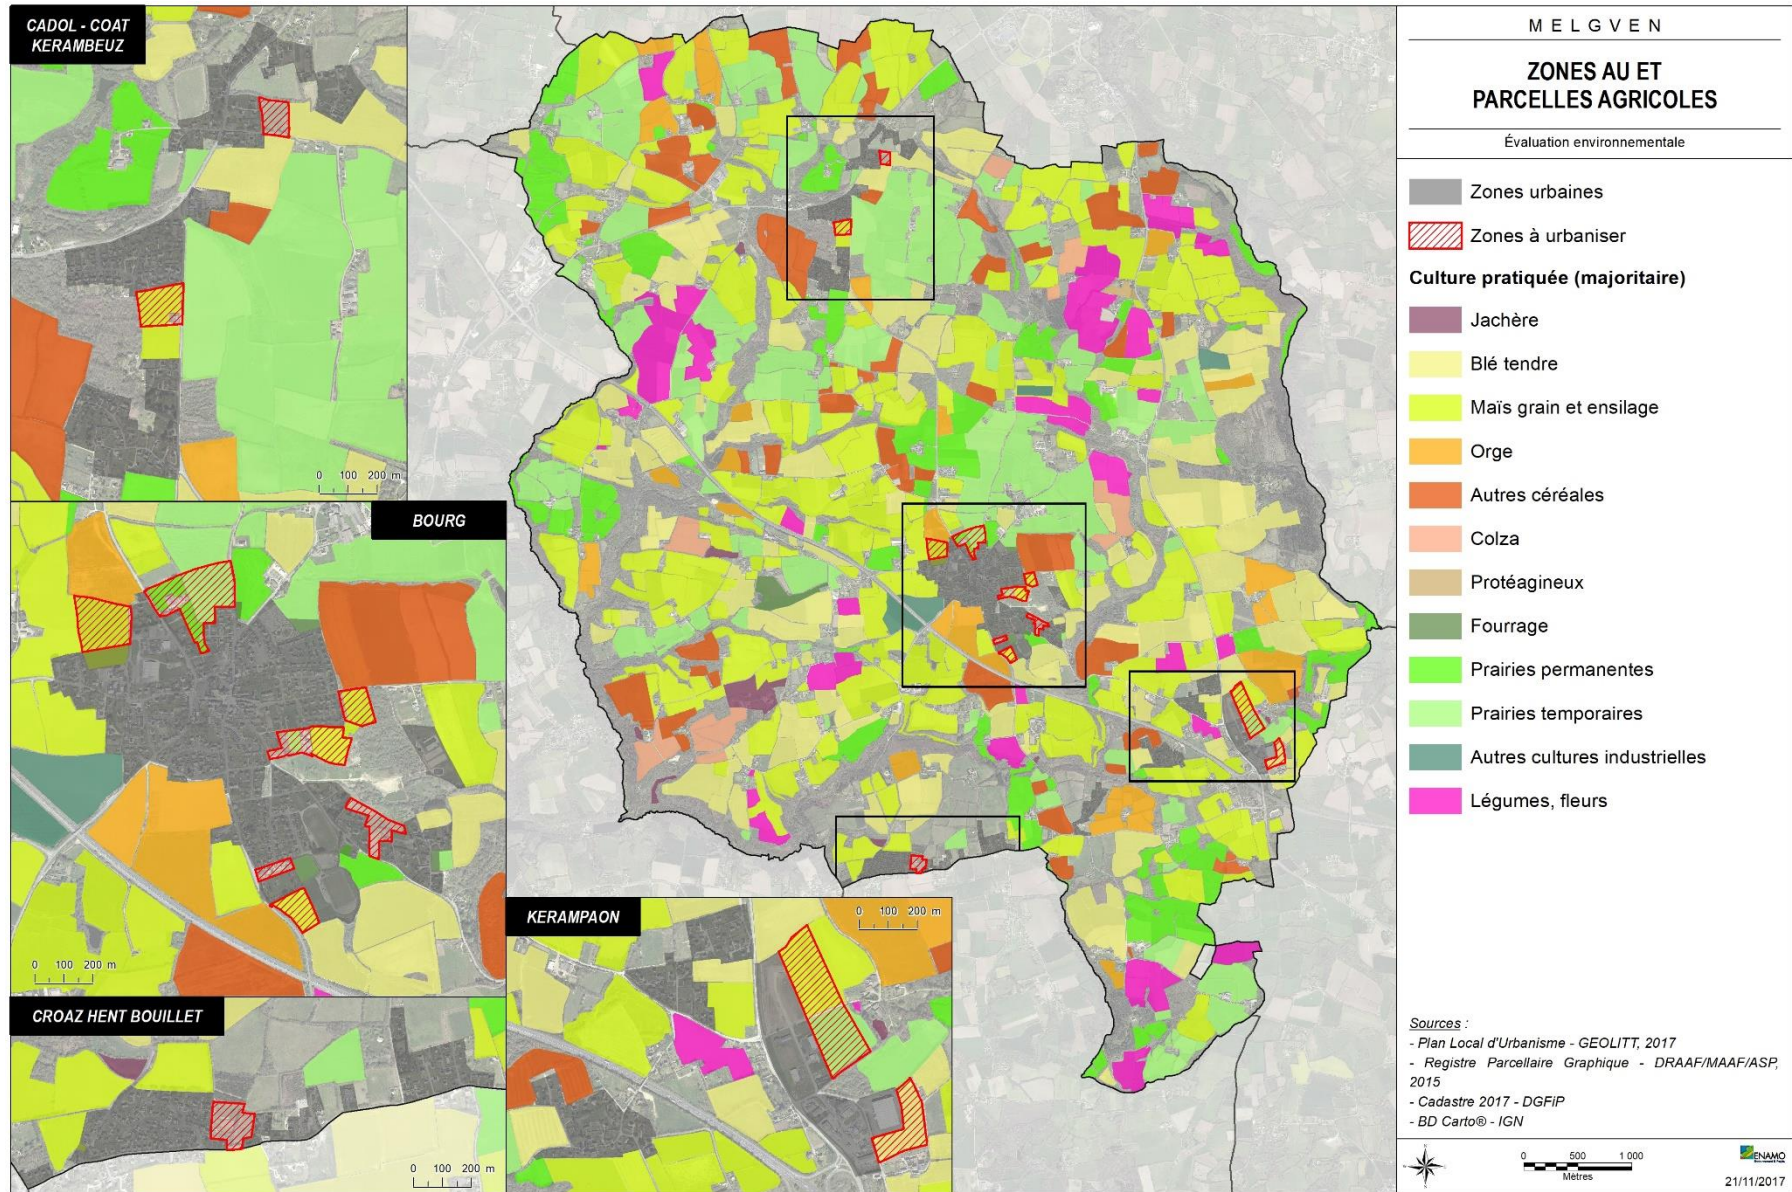 CADOL - COAT
KERAMBEUZ
0 100 200 m
BOURG
0 100 200 m
CROAZ HENT BOUILLET
0 100 200 m
KERAMPAON
0 100 200 m
MELGVEN
ZONES AU ET
PARCELLES AGRICOLES
Évaluation environnementale
Zones urbaines
Zones à urbaniser
Culture pratiquée (majoritaire)
Jachère
Blé tendre
Maïs grain et ensilage
Orge
Autres céréales
Colza
Protéagineux
Fourrage
Prairies permanentes
Prairies temporaires
Autres cultures industrielles
Légumes, fleurs
Sources :
- Plan Local d'Urbanisme - GEOLITT, 2017
- Registre Parcellaire Graphique - DRAAF/MAAF/ASP,
2015
- Cadastre 2017 - DGFiP
- BD Carto® - IGN
0 500 1 000
Mètres
ENAMO
21/11/2017